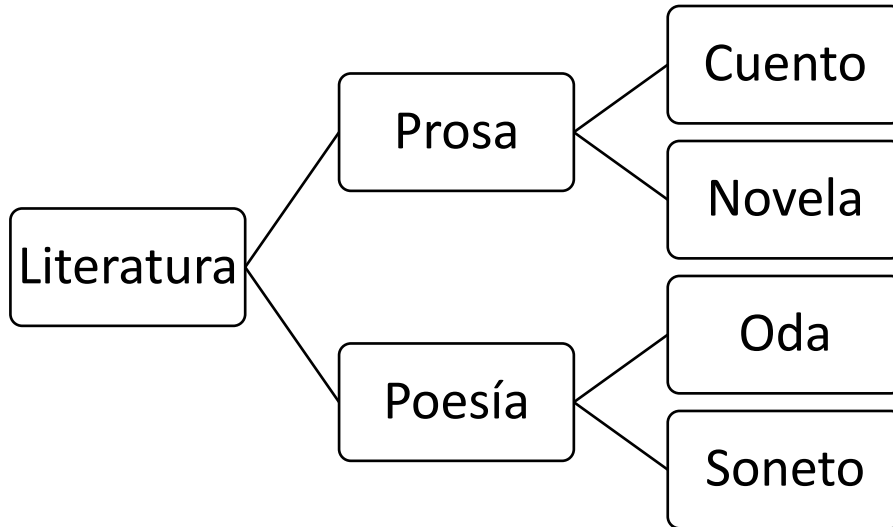 Literatura
Prosa
Cuento
Novela
Poesía
Oda
Soneto